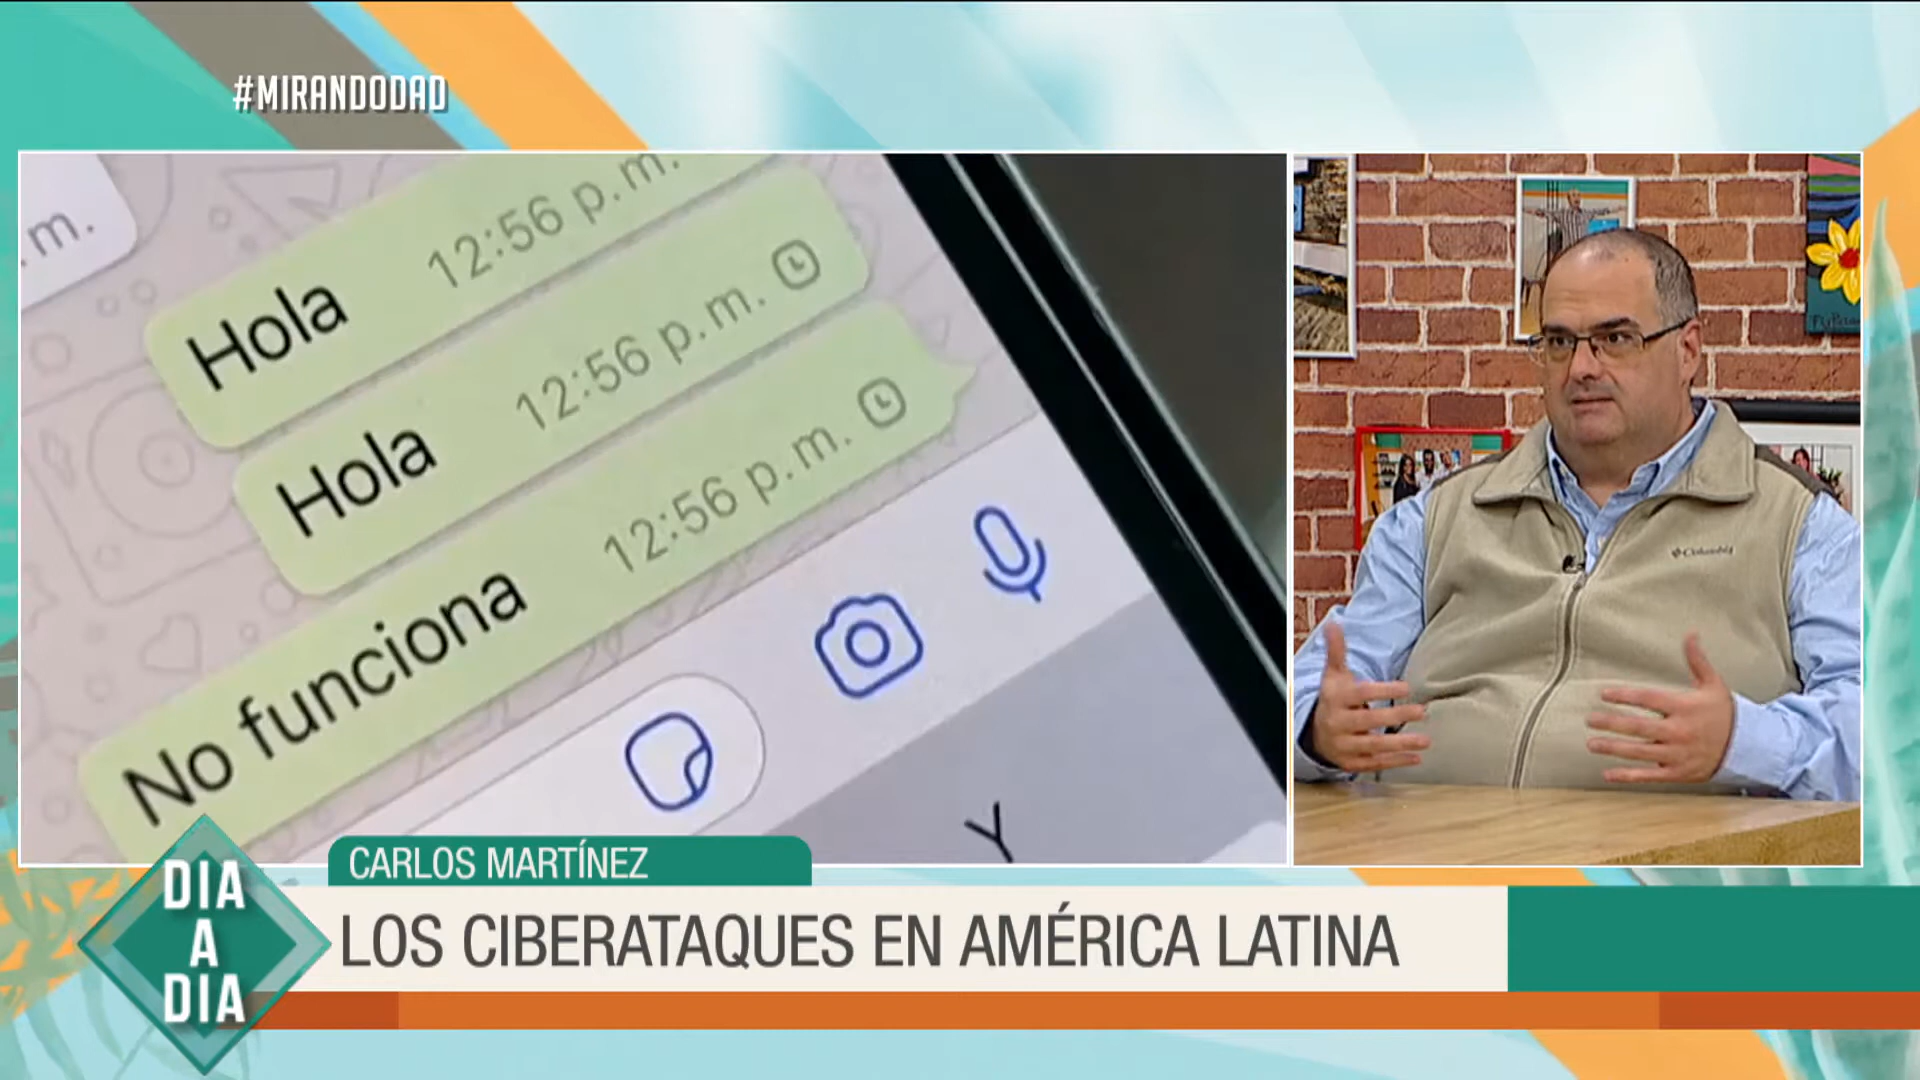 #MIRANDODAD
.m.
Hola 12:56 p.m.
Hola 12:56 p.m.
No funciona 12:56 p.m.
Y
Columbia
CARLOS MARTÍNEZ
LOS CIBERATAQUES EN AMÉRICA LATINA
DIA
A
DIA